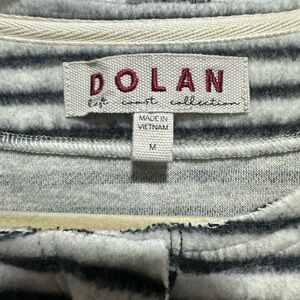 DOLAN
left coast collection
MADE IN
VIETNAM
M